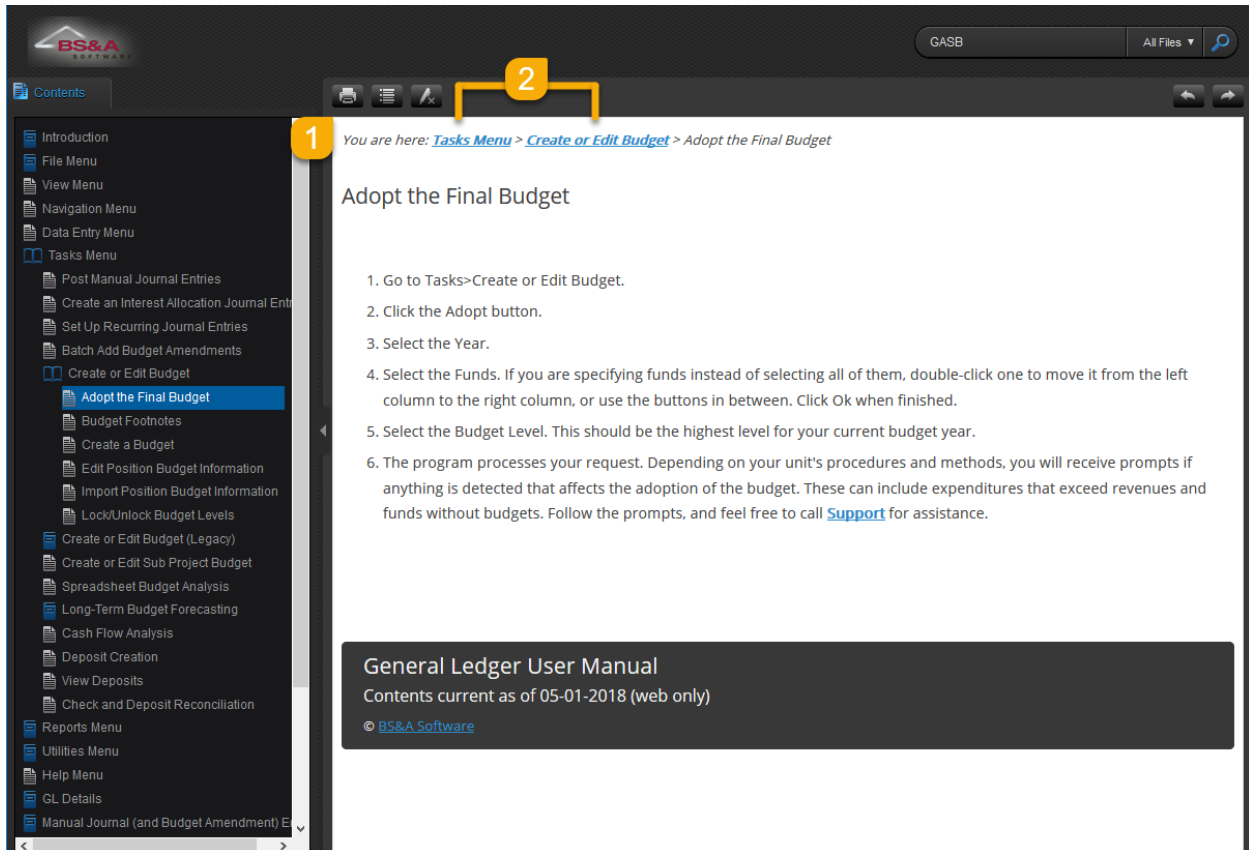 BS&A
SOFTWARE
GASB
All Files
Contents
2
1
You are here: Tasks Menu > Create or Edit Budget > Adopt the Final Budget
Introduction
File Menu
View Menu
Navigation Menu
Data Entry Menu
Tasks Menu
Post Manual Journal Entries
Create an Interest Allocation Journal Entr
Set Up Recurring Journal Entries
Batch Add Budget Amendments
Create or Edit Budget
Adopt the Final Budget
Budget Footnotes
Create a Budget
Edit Position Budget Information
Import Position Budget Information
Lock/Unlock Budget Levels
Create or Edit Budget (Legacy)
Create or Edit Sub Project Budget
Spreadsheet Budget Analysis
Long-Term Budget Forecasting
Cash Flow Analysis
Deposit Creation
View Deposits
Check and Deposit Reconciliation
Reports Menu
Utilities Menu
Help Menu
GL Details
Manual Journal (and Budget Amendment) E
Adopt the Final Budget
1. Go to Tasks>Create or Edit Budget.
2. Click the Adopt button.
3. Select the Year.
4. Select the Funds. If you are specifying funds instead of selecting all of them, double-click one to move it from the left
column to the right column, or use the buttons in between. Click Ok when finished.
5. Select the Budget Level. This should be the highest level for your current budget year.
6. The program processes your request. Depending on your unit's procedures and methods, you will receive prompts if
anything is detected that affects the adoption of the budget. These can include expenditures that exceed revenues and
funds without budgets. Follow the prompts, and feel free to call Support for assistance.
General Ledger User Manual
Contents current as of 05-01-2018 (web only)
© BS&A Software